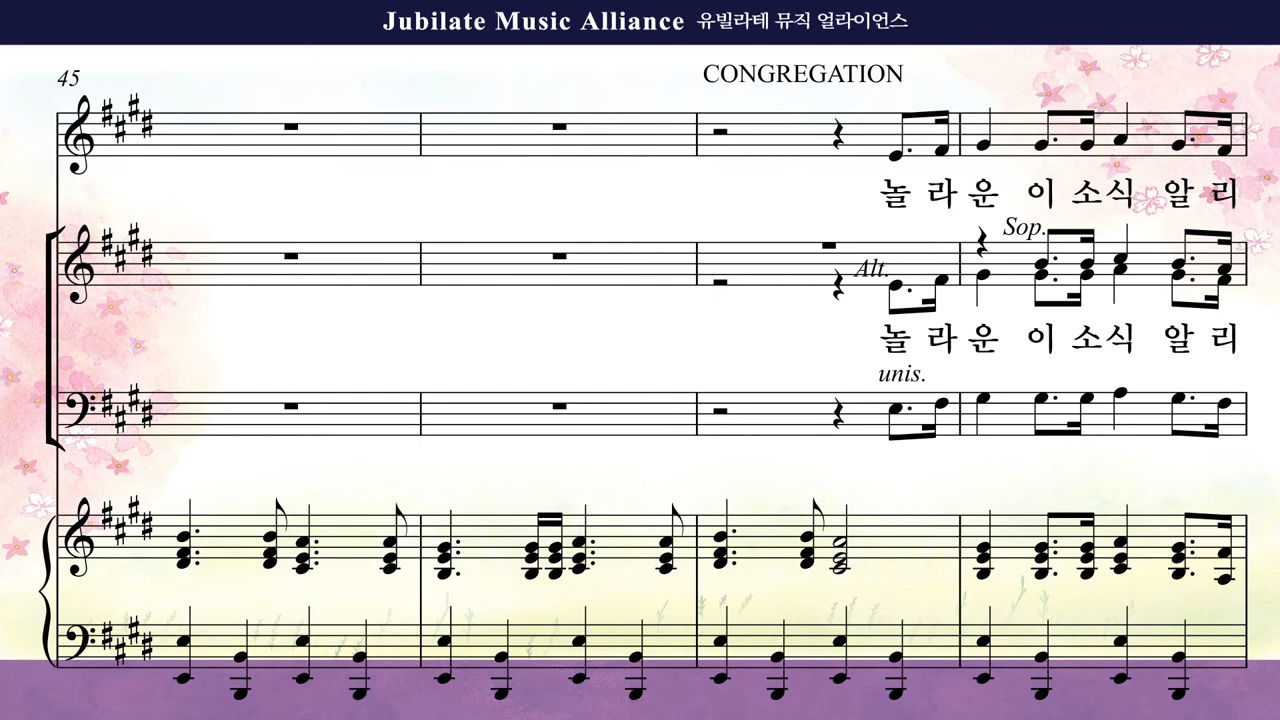 Jubilate Music Alliance 유빌라테 뮤직 얼라이언스
45
CONGREGATION
놀 라 운 이 소 식 알 리
Sop.
Alt.
놀 라 운 이 소 식 알 리
unis.